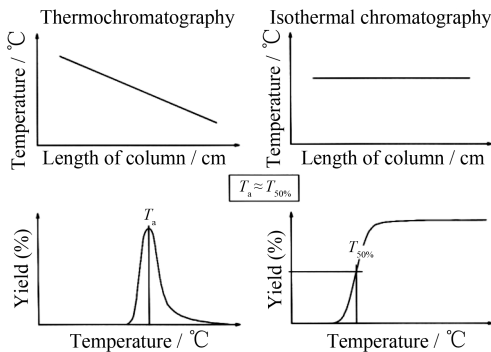 Thermochromatography
Isothermal chromatography
Temperature / ℃
Length of column / cm
Temperature / ℃
Length of column / cm
Ta ≈ T50%
Ta
Yield (%)
Temperature / ℃
T50%
Yield (%)
Temperature / ℃